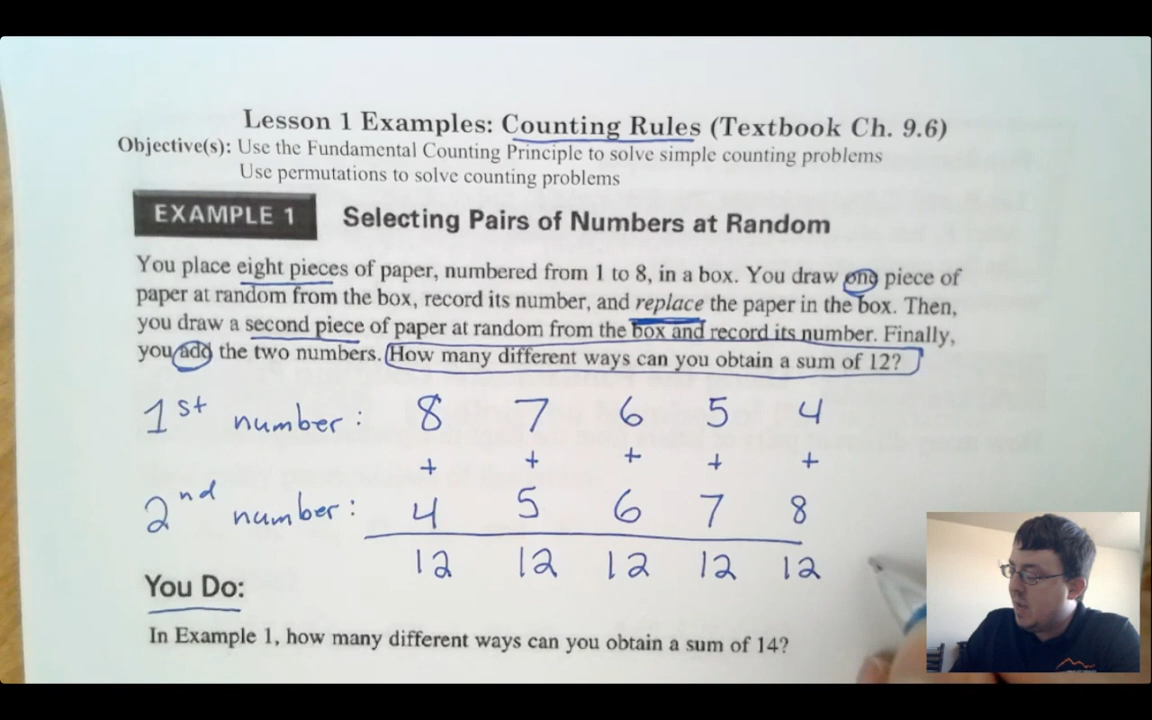 Lesson 1 Examples: Counting Rules (Textbook Ch. 9.6)
Objective(s): Use the Fundamental Counting Principle to solve simple counting problems
Use permutations to solve counting problems
EXAMPLE 1 Selecting Pairs of Numbers at Random
You place eight pieces of paper, numbered from 1 to 8, in a box. You draw one piece of
paper at random from the box, record its number, and replace the paper in the box. Then,
you draw a second piece of paper at random from the box and record its number. Finally,
you add the two numbers. How many different ways can you obtain a sum of 12?
1st number: 8 7 6 5 4
+ + + + +
2nd number: 4 5 6 7 8
12 12 12 12 12
You Do:
In Example 1, how many different ways can you obtain a sum of 14?